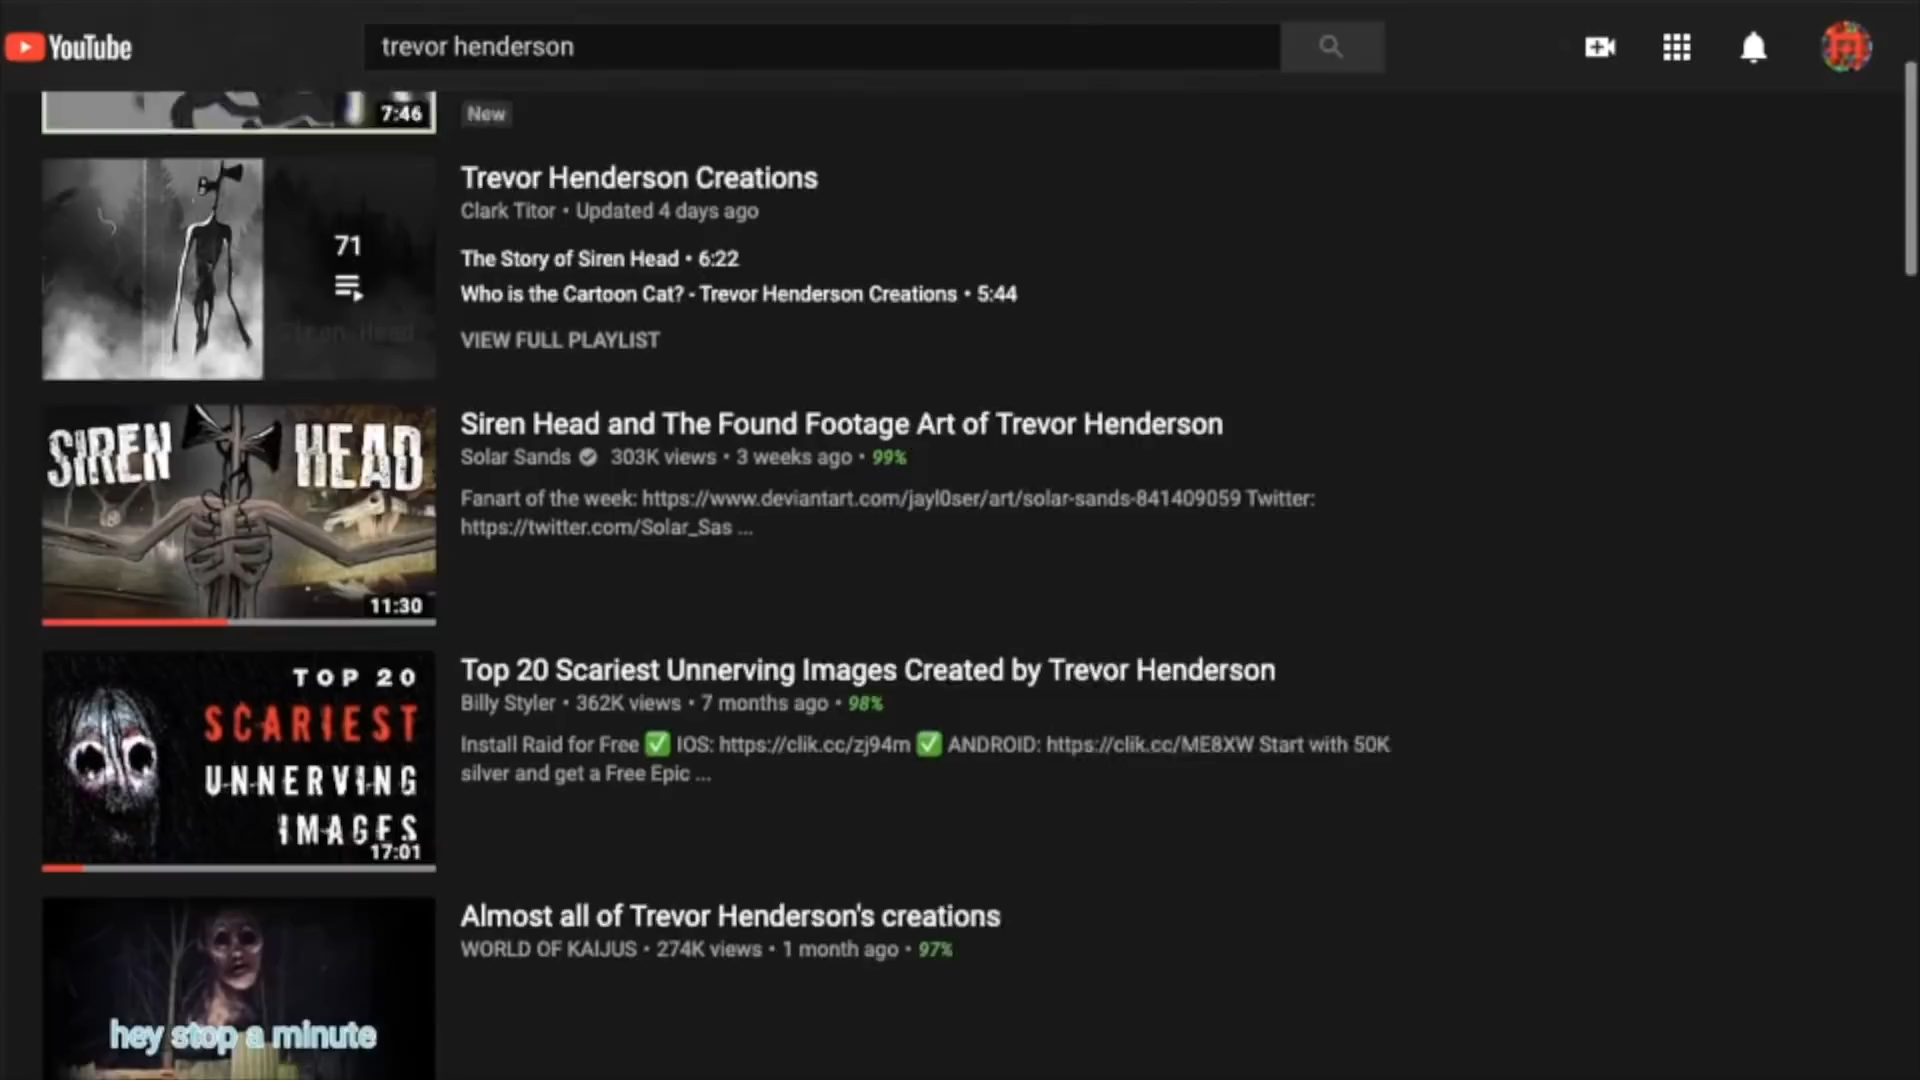 YouTube
trevor henderson
7:46
New
Trevor Henderson Creations
Clark Titor • Updated 4 days ago
71
The Story of Siren Head • 6:22
Who is the Cartoon Cat? - Trevor Henderson Creations • 5:44
Siren Head
VIEW FULL PLAYLIST
SIREN HEAD
11:30
Siren Head and The Found Footage Art of Trevor Henderson
Solar Sands 303K views • 3 weeks ago • 99%
Fanart of the week: https://www.deviantart.com/jayl0ser/art/solar-sands-841409059 Twitter:
https://twitter.com/Solar_Sas ...
TOP 20
SCARIEST
UNNERVING
IMAGES
17:01
Top 20 Scariest Unnerving Images Created by Trevor Henderson
Billy Styler • 362K views • 7 months ago • 98%
Install Raid for Free ✅ IOS: https://clik.cc/zj94m ✅ ANDROID: https://clik.cc/ME8XW Start with 50K
silver and get a Free Epic ...
Almost all of Trevor Henderson's creations
WORLD OF KAIJUS • 274K views • 1 month ago • 97%
hey stop a minute